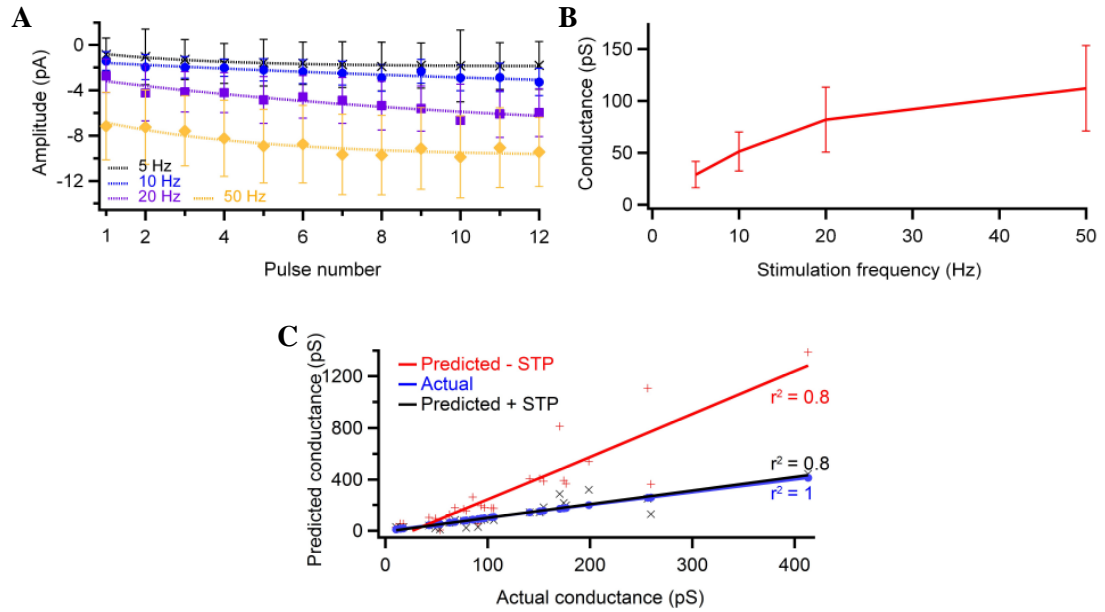 A
Amplitude (pA)
0
-4
-8
-12
5 Hz
10 Hz
20 Hz
50 Hz
1
2
4
6
8
10
12
Pulse number
B
Conductance (pS)
150
100
50
0
0
10
20
30
40
50
Stimulation frequency (Hz)
C
Predicted conductance (pS)
1200
800
400
0
Predicted - STP
Actual
Predicted + STP
r² = 0.8
r² = 0.8
r² = 1
0
100
200
300
400
Actual conductance (pS)